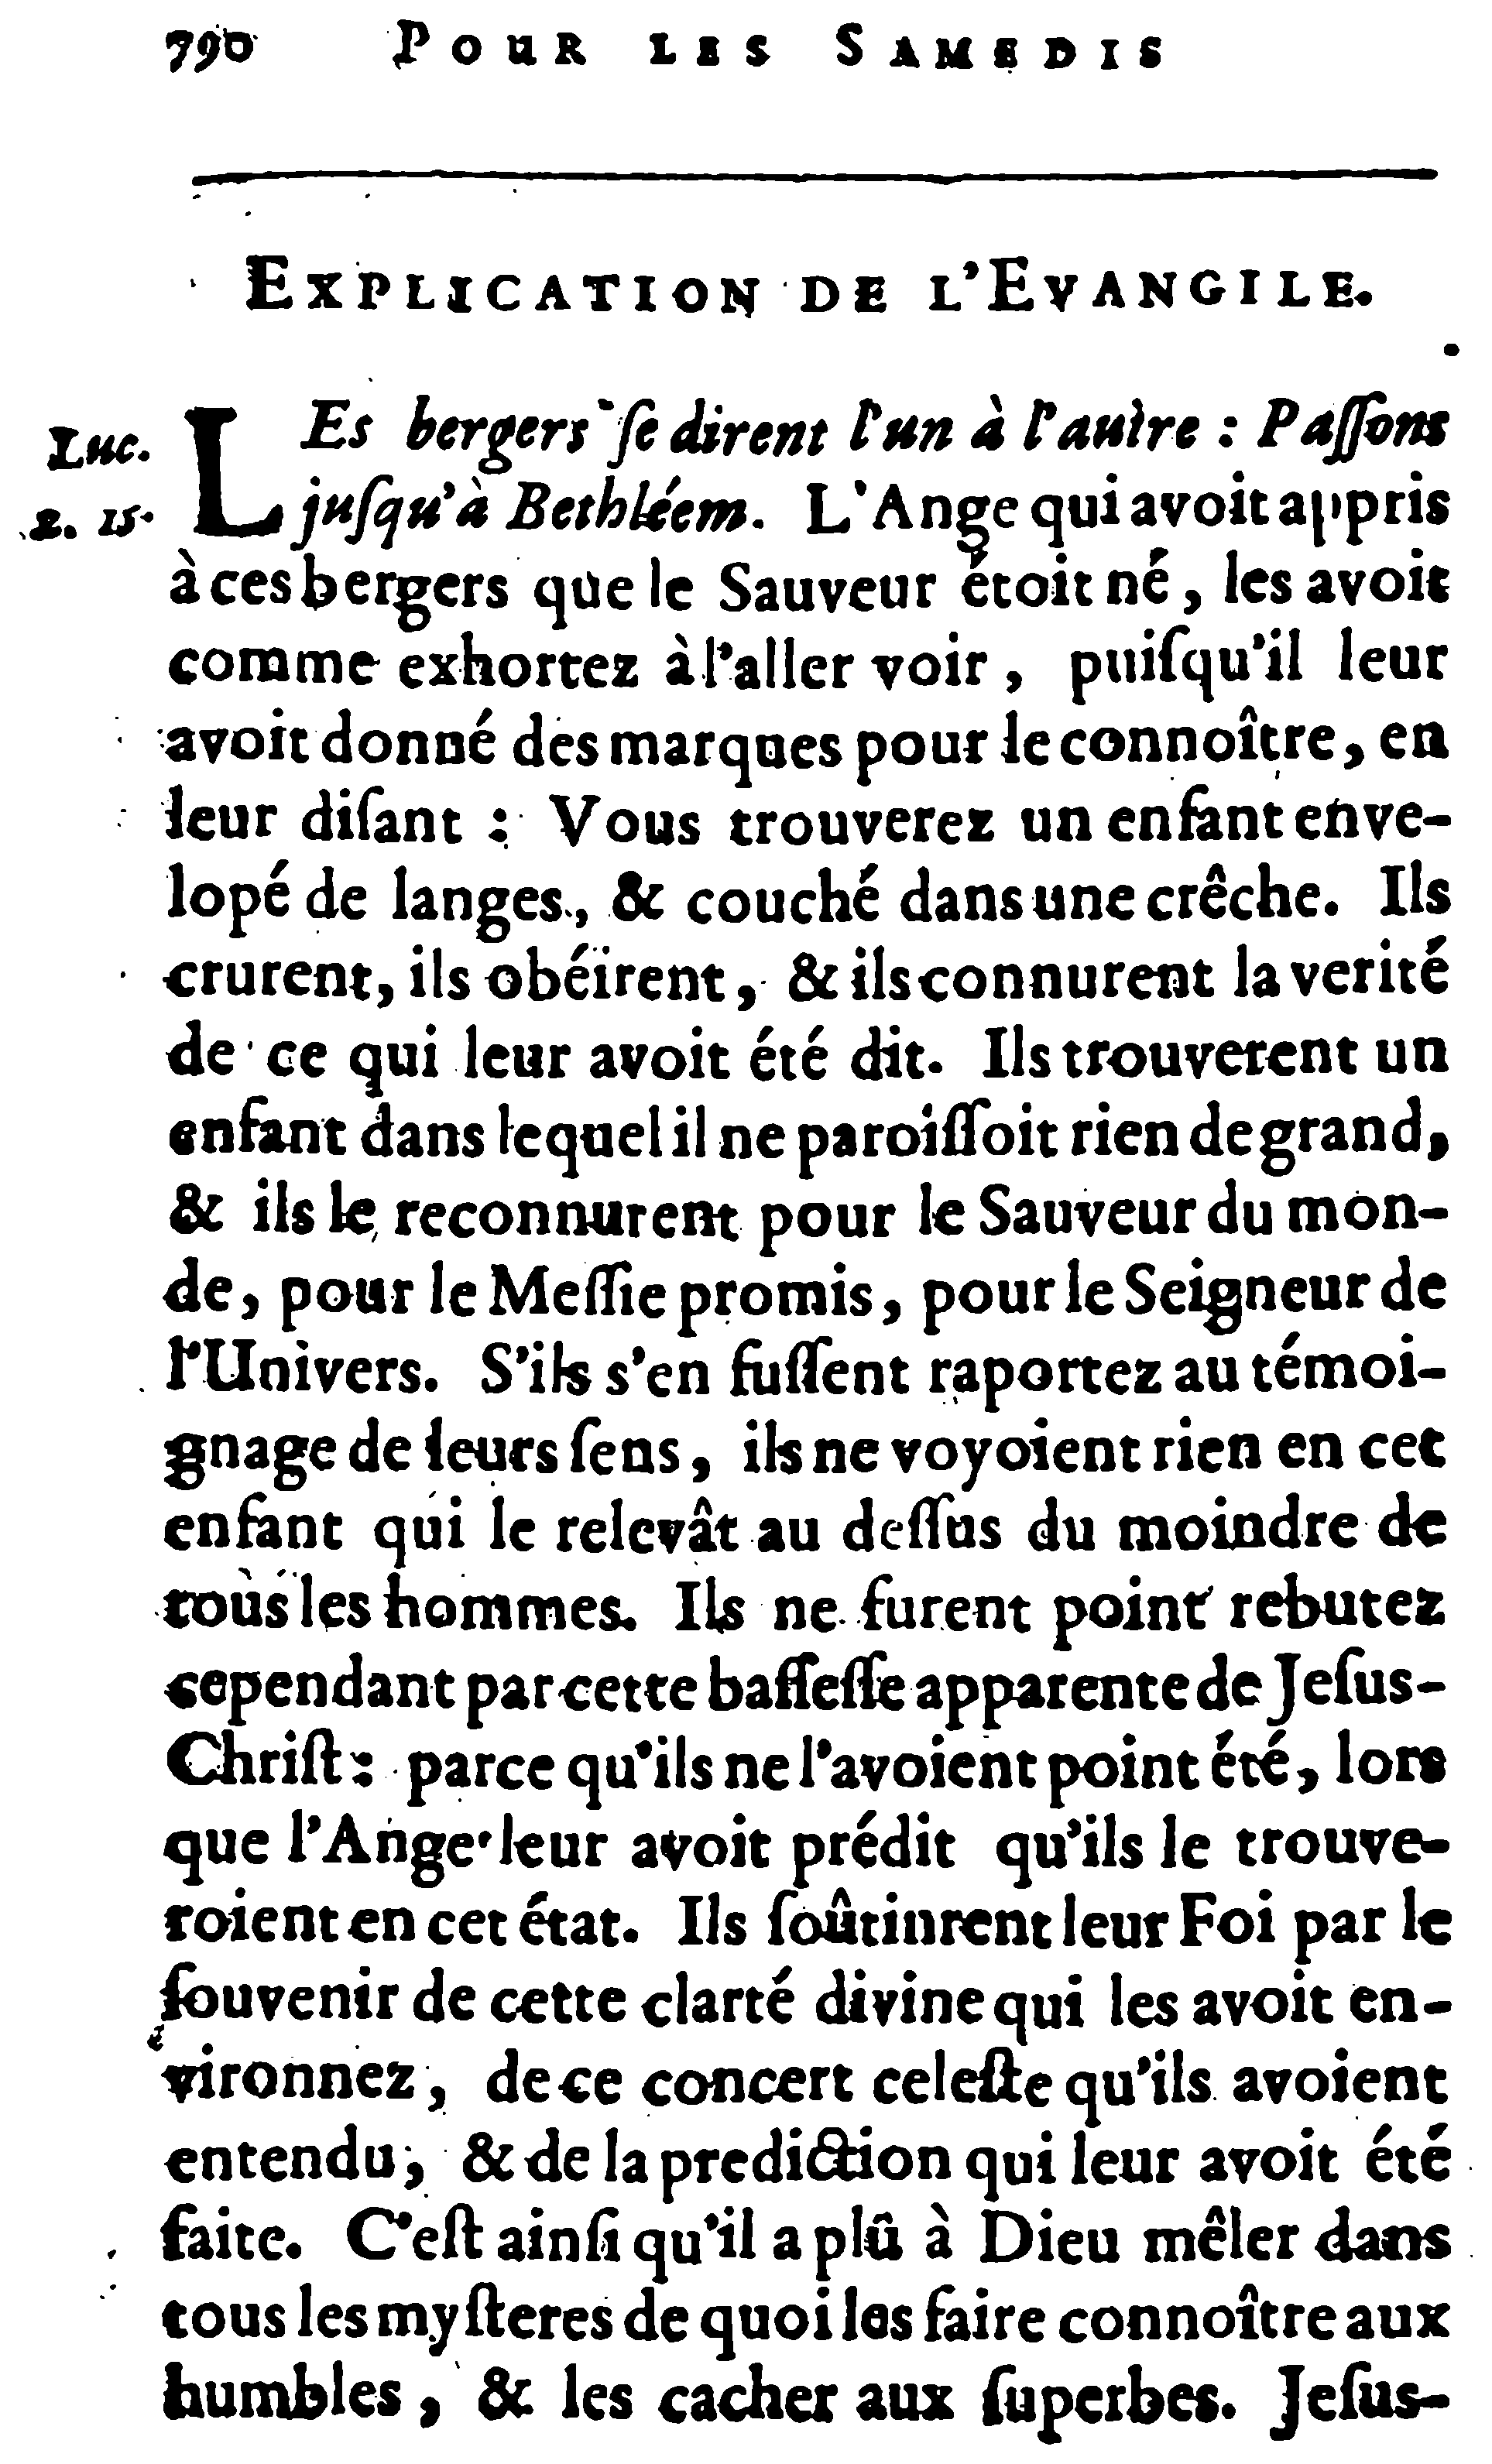 790 POUR LES SAMEDIS
EXPLICATION DE L'EVANGILE.
Luc.
2. 15.
LEs bergers ſe dirent l'un à l'autre : Paſſons
juſqu'à Bethléem. L'Ange qui avoit appris
à ces bergers que le Sauveur étoit né, les avoit
comme exhortez à l'aller voir, puiſqu'il leur
avoit donné des marques pour le connoître, en
leur diſant : Vous trouverez un enfant enve-
lopé de langes, & couché dans une crêche. Ils
crurent, ils obéïrent, & ils connurent la verité
de ce qui leur avoit été dit. Ils trouverent un
enfant dans lequel il ne paroiſſoit rien de grand,
& ils le reconnurent pour le Sauveur du mon-
de, pour le Meſſie promis, pour le Seigneur de
l'Univers. S'ils s'en fuſſent raportez au témoi-
gnage de leurs ſens, ils ne voyoient rien en cet
enfant qui le relevât au deſſus du moindre de
tous les hommes. Ils ne furent point rebutez
cependant par cette baſſeſſe apparente de Jeſus-
Chriſt : parce qu'ils ne l'avoient point été, lors
que l'Ange leur avoit prédit qu'ils le trouve-
roient en cet état. Ils ſoûtinrent leur Foi par le
ſouvenir de cette clarté divine qui les avoit en-
vironnez, de ce concert celeſte qu'ils avoient
entendu; & de la prediction qui leur avoit été
faite. C'eſt ainſi qu'il a plû à Dieu mêler dans
tous les myſteres de quoi les faire connoître aux
humbles, & les cacher aux ſuperbes. Jeſus-